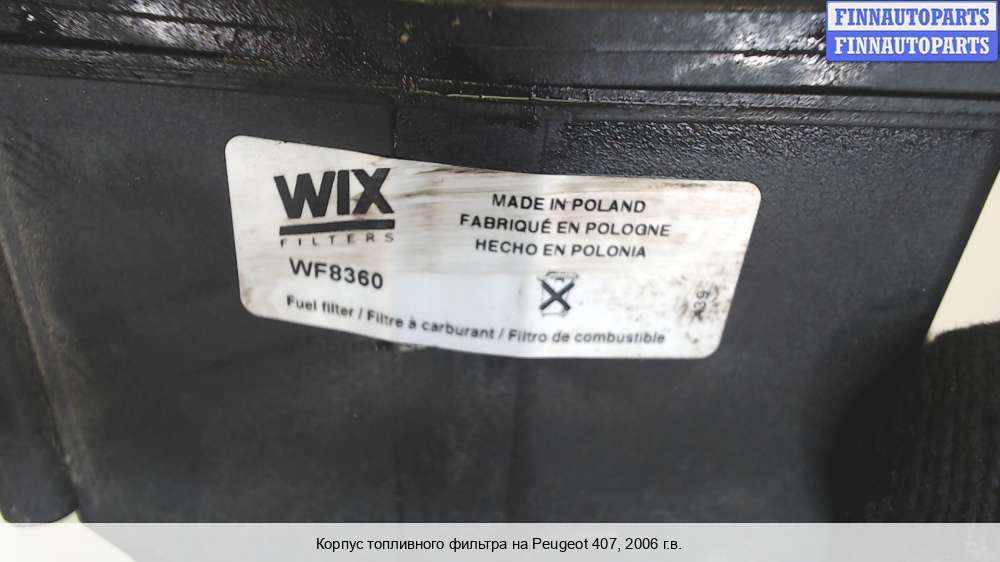 FINNAUTOPARTS
FINNAUTOPARTS
WIX
FILTERS
WF8360
MADE IN POLAND
FABRIQUÉ EN POLOGNE
HECHO EN POLONIA
A39
Fuel filter / Filtre à carburant / Filtro de combustible
Корпус топливного фильтра на Peugeot 407, 2006 г.в.